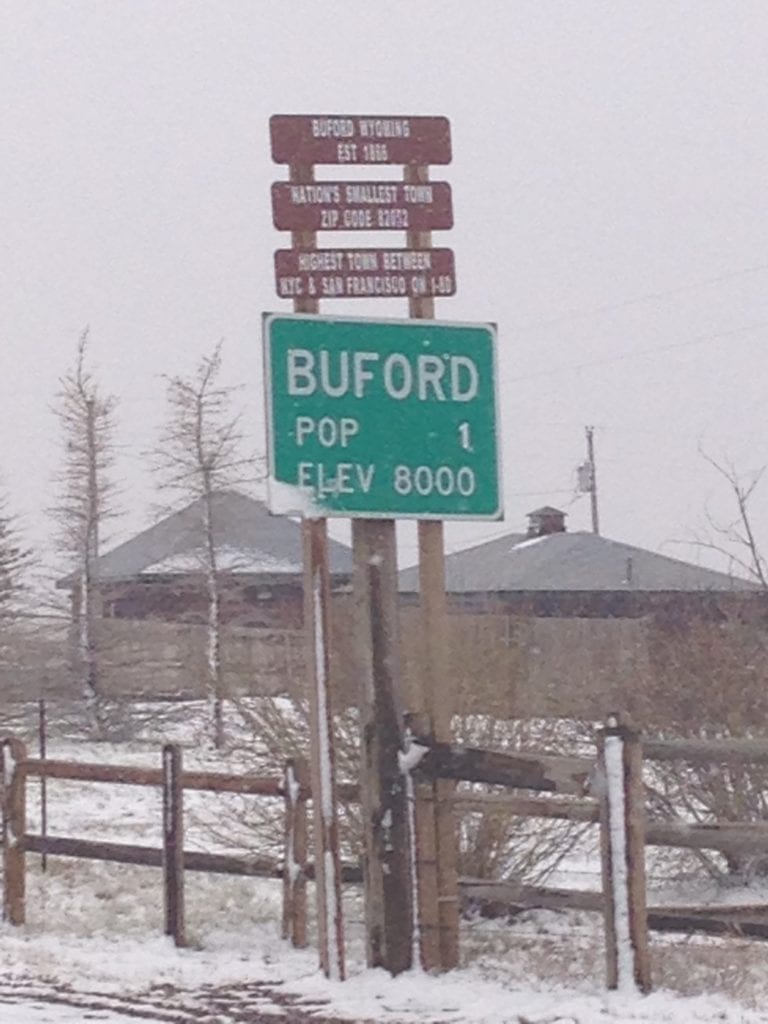 BUFORD WYOMING
EST 1866
NATION'S SMALLEST TOWN
ZIP CODE 82052
HIGHEST TOWN BETWEEN
NYC & SAN FRANCISCO ON I-80
BUFORD
POP 1
ELEV 8000